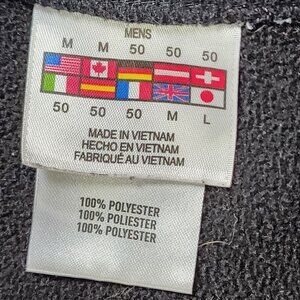 MENS
M M 50 50 50
50 50 50 M L
MADE IN VIETNAM
HECHO EN VIETNAM
FABRIQUÉ AU VIETNAM
100% POLYESTER
100% POLIESTER
100% POLYESTER